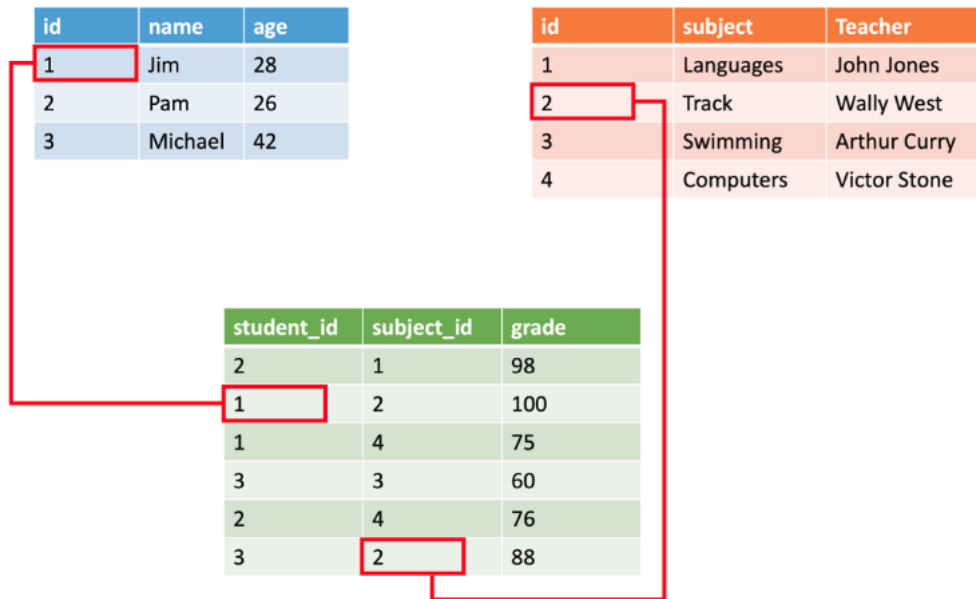 id name age
1 Jim 28
2 Pam 26
3 Michael 42
id subject Teacher
1 Languages John Jones
2 Track Wally West
3 Swimming Arthur Curry
4 Computers Victor Stone
student_id subject_id grade
2 1 98
1 2 100
1 4 75
3 3 60
2 4 76
3 2 88